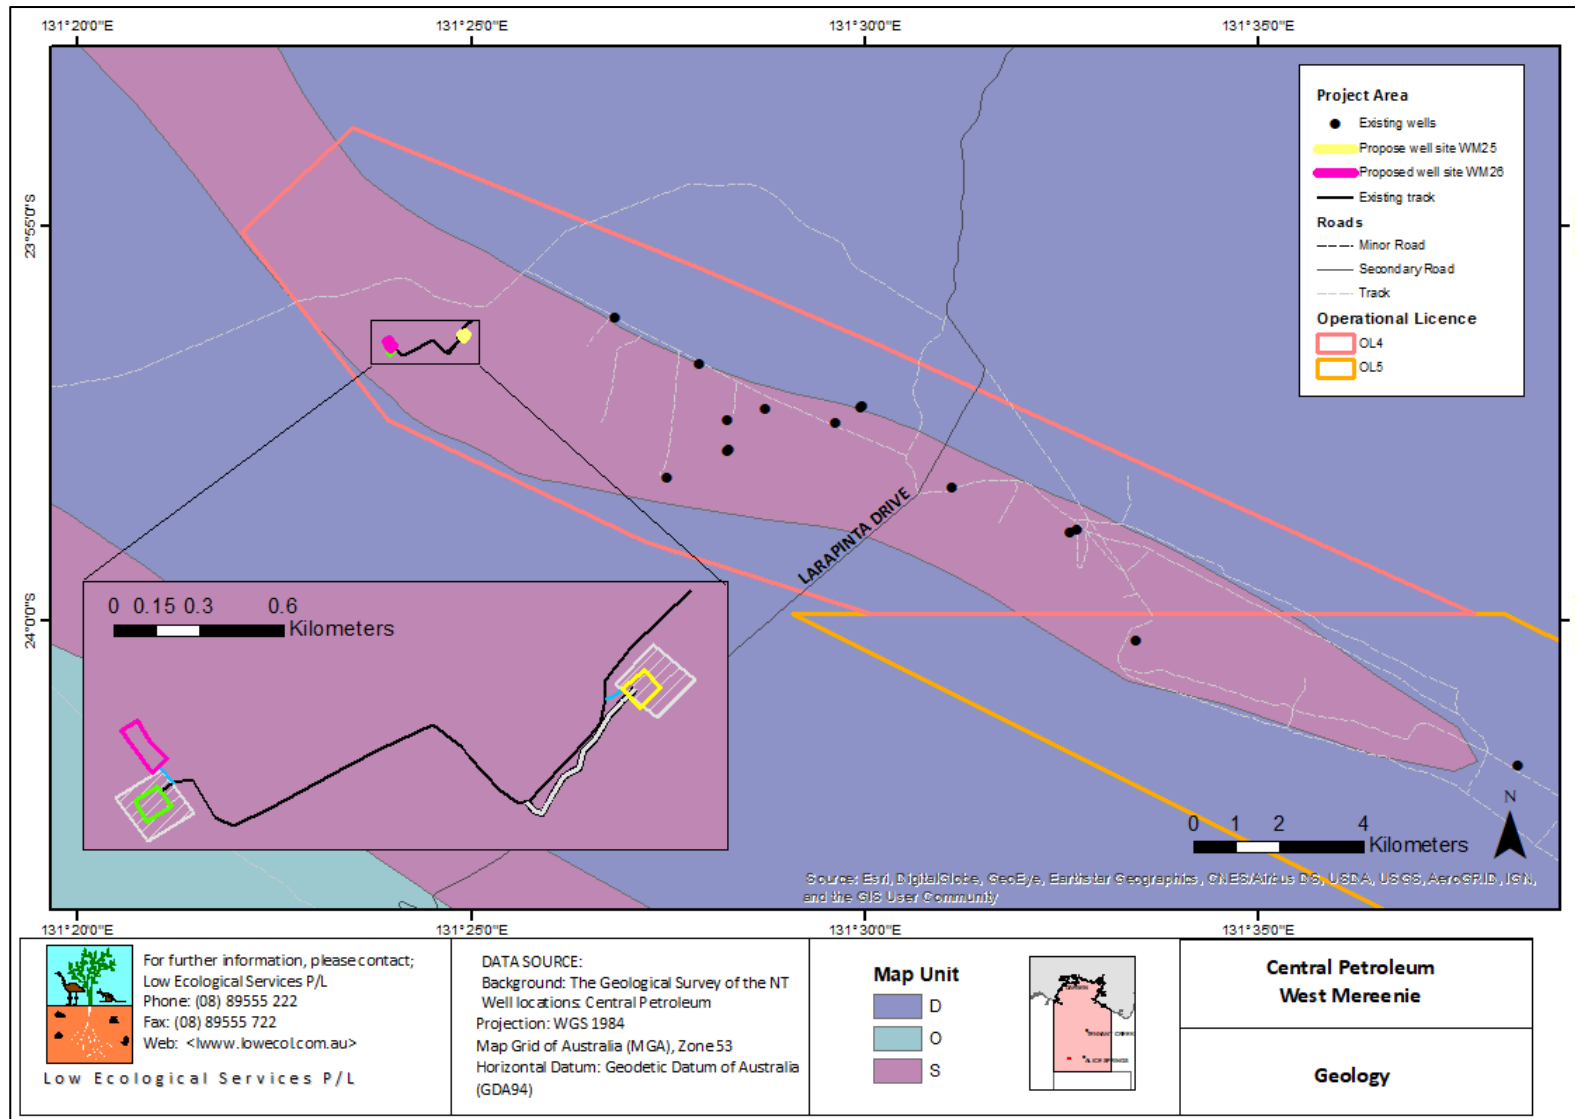 131°20'0"E
131°25'0"E
131°30'0"E
131°35'0"E
23°55'0"S
24°0'0"S
Project Area
Existing wells
Propose well site WM25
Proposed well site WM26
Existing track
Roads
Minor Road
Secondary Road
Track
Operational Licence
OL4
OL5
LARAPINTA DRIVE
0 0.15 0.3 0.6
Kilometers
N
0 1 2 4
Kilometers
Source: Esri, DigitalGlobe, GeoEye, Earthstar Geographics, CNES/Airbus DS, USDA, USGS, AeroGRID, IGN,
and the GIS User Community
131°20'0"E
131°25'0"E
131°30'0"E
131°35'0"E
For further information, please contact;
Low Ecological Services P/L
Phone: (08) 89555 222
Fax: (08) 89555 722
Web: <lwww.lowecol.com.au>
Low Ecological Services P/L
DATA SOURCE:
Background: The Geological Survey of the NT
Well locations: Central Petroleum
Projection: WGS 1984
Map Grid of Australia (MGA), Zone 53
Horizontal Datum: Geodetic Datum of Australia
(GDA94)
Map Unit
D
O
S
Central Petroleum
West Mereenie
Geology